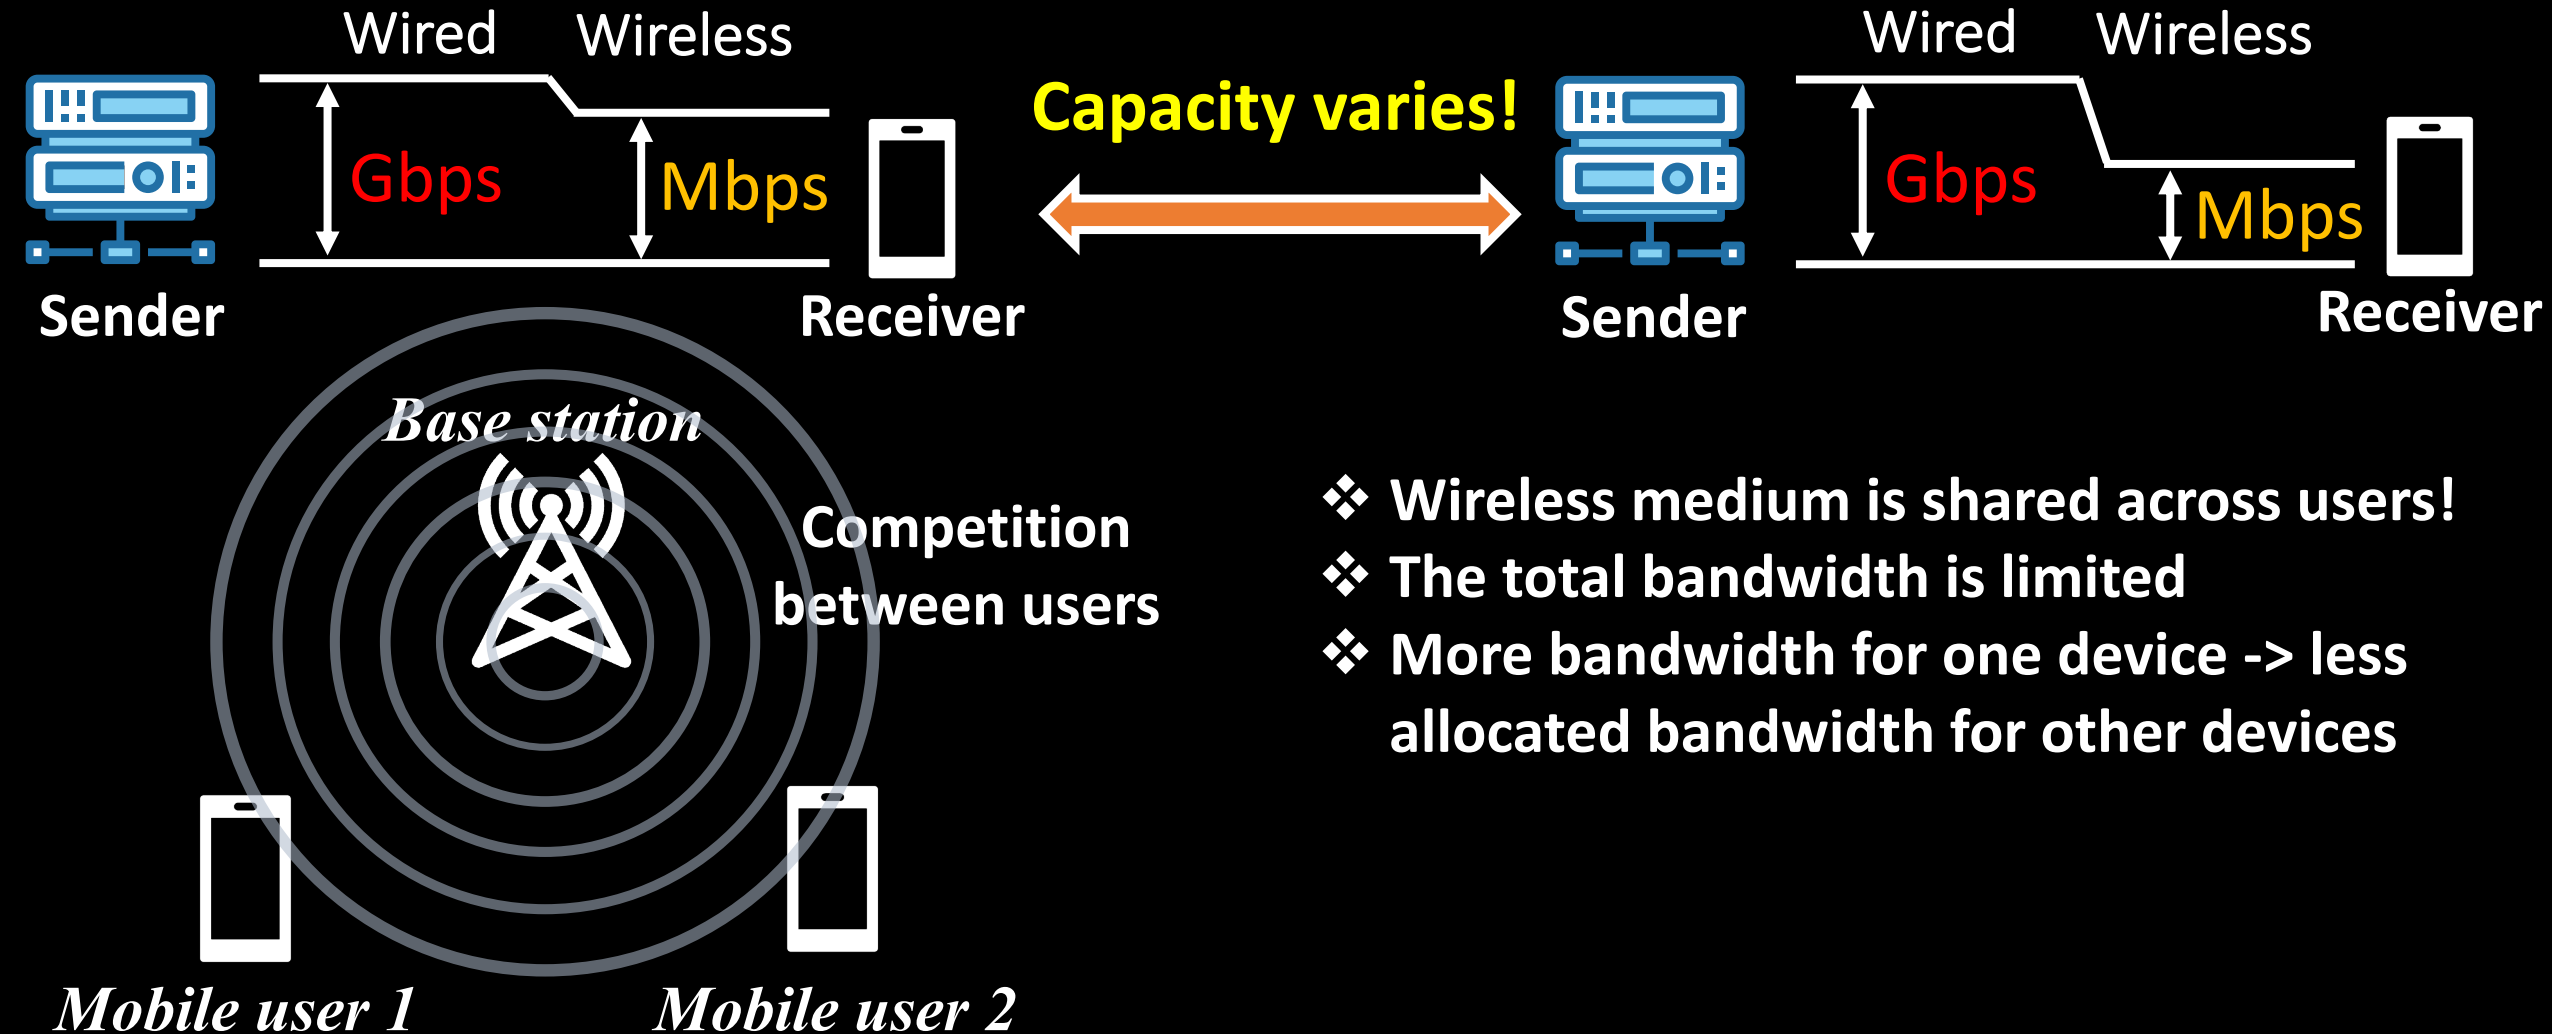 Wired Wireless
Gbps
Mbps
Sender
Receiver
Capacity varies!
Wired Wireless
Gbps
Mbps
Sender
Receiver
Base station
Competition
between users
Mobile user 1
Mobile user 2
❖ Wireless medium is shared across users!
❖ The total bandwidth is limited
❖ More bandwidth for one device -> less
allocated bandwidth for other devices